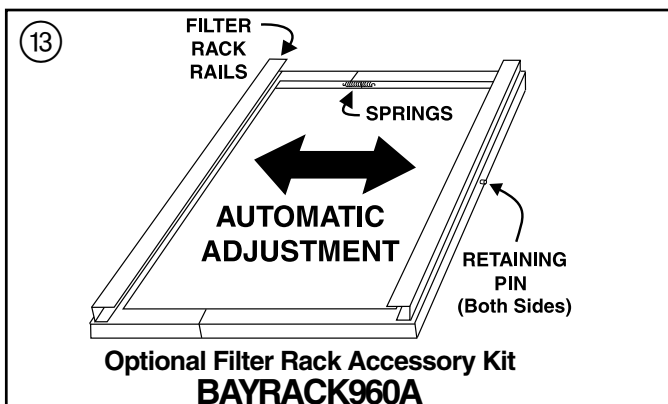 13
FILTER
RACK
RAILS
SPRINGS
AUTOMATIC
ADJUSTMENT
RETAINING
PIN
(Both Sides)
Optional Filter Rack Accessory Kit
BAYRACK960A